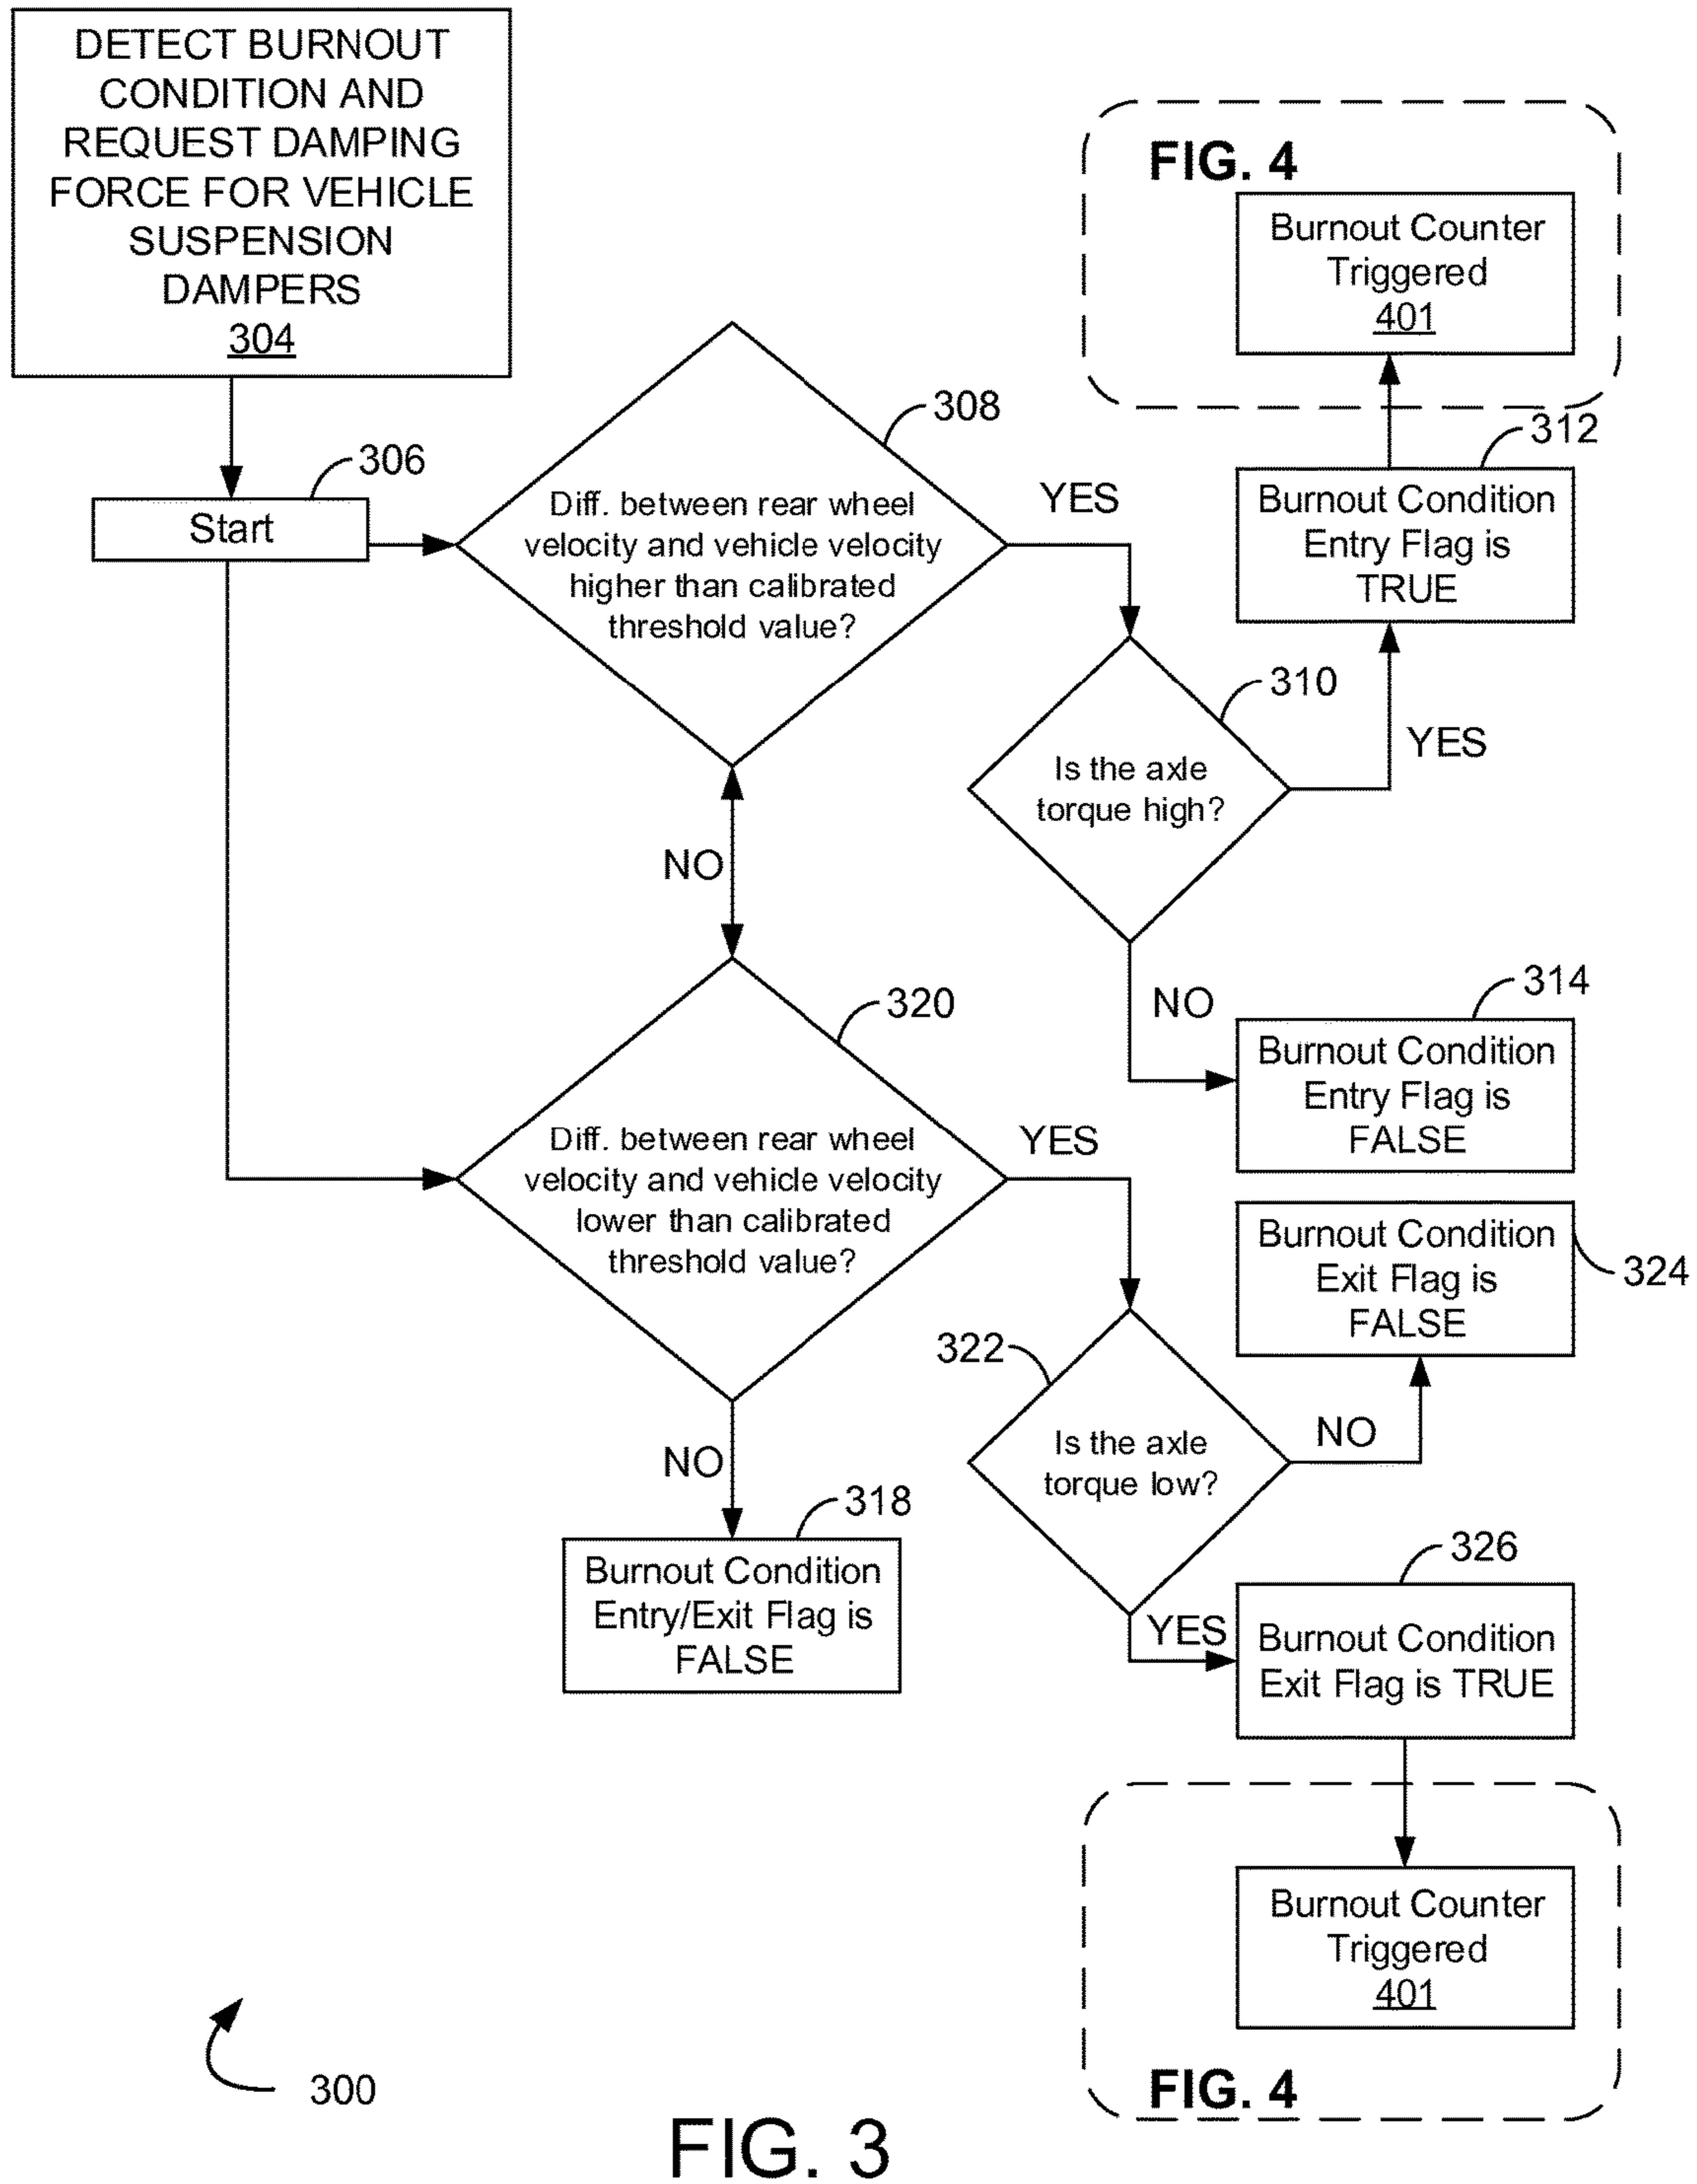 DETECT BURNOUT
CONDITION AND
REQUEST DAMPING
FORCE FOR VEHICLE
SUSPENSION
DAMPERS
304
306
Start
308
Diff. between rear wheel
velocity and vehicle velocity
higher than calibrated
threshold value?
YES
FIG. 4
Burnout Counter
Triggered
401
312
Burnout Condition
Entry Flag is
TRUE
310
Is the axle
torque high?
YES
NO
NO
314
Burnout Condition
Entry Flag is
FALSE
320
Diff. between rear wheel
velocity and vehicle velocity
lower than calibrated
threshold value?
YES
Burnout Condition
Exit Flag is
FALSE
324
322
Is the axle
torque low?
NO
NO
318
Burnout Condition
Entry/Exit Flag is
FALSE
YES
326
Burnout Condition
Exit Flag is TRUE
Burnout Counter
Triggered
401
FIG. 4
300
FIG. 3